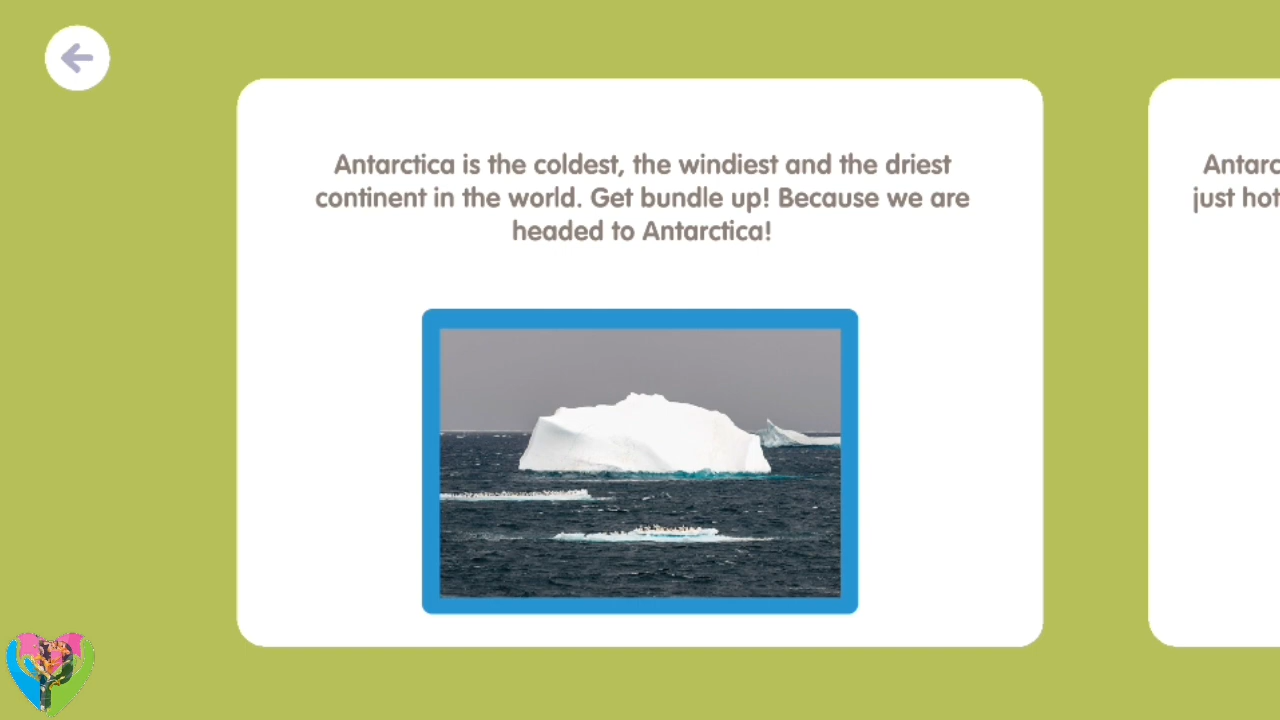 Antarctica is the coldest, the windiest and the driest
continent in the world. Get bundle up! Because we are
headed to Antarctica!
just hot